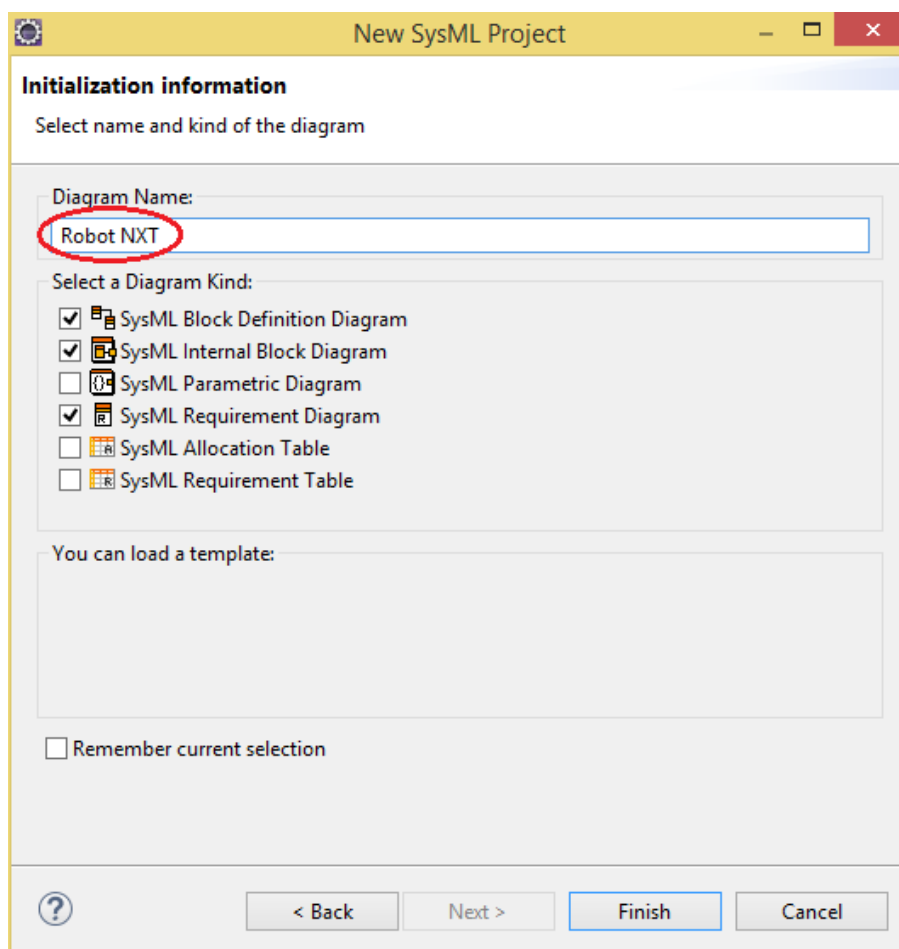 New SysML Project
Initialization information
Select name and kind of the diagram
Diagram Name:
Robot NXT
Select a Diagram Kind:
SysML Block Definition Diagram
SysML Internal Block Diagram
SysML Parametric Diagram
SysML Requirement Diagram
SysML Allocation Table
SysML Requirement Table
You can load a template:
Remember current selection
? < Back Next > Finish Cancel